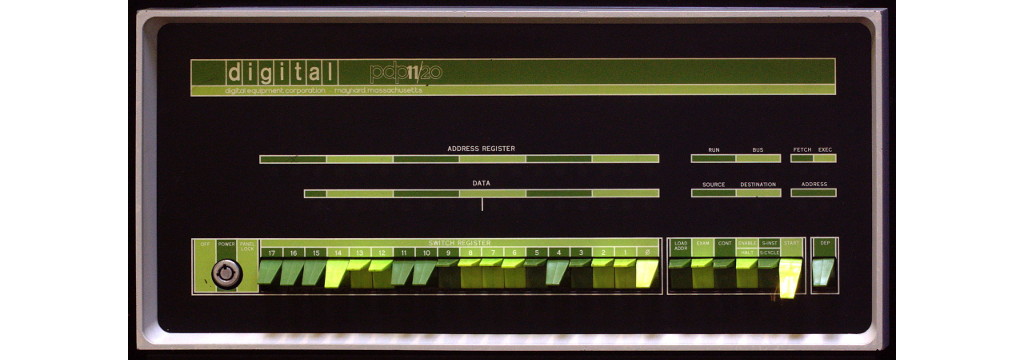 digital pdp11/20
digital equipment corporation - maynard massachusetts
ADDRESS REGISTER
RUN BUS FETCH EXEC
DATA
SOURCE DESTINATION ADDRESS
OFF POWER PANEL LOCK
SWITCH REGISTER
17 16 15 14 13 12 11 10 9 8 7 6 5 4 3 2 1 0
LOAD ADDR EXAM CONT ENABLE HALT S-INST S-CYCLE START DEP